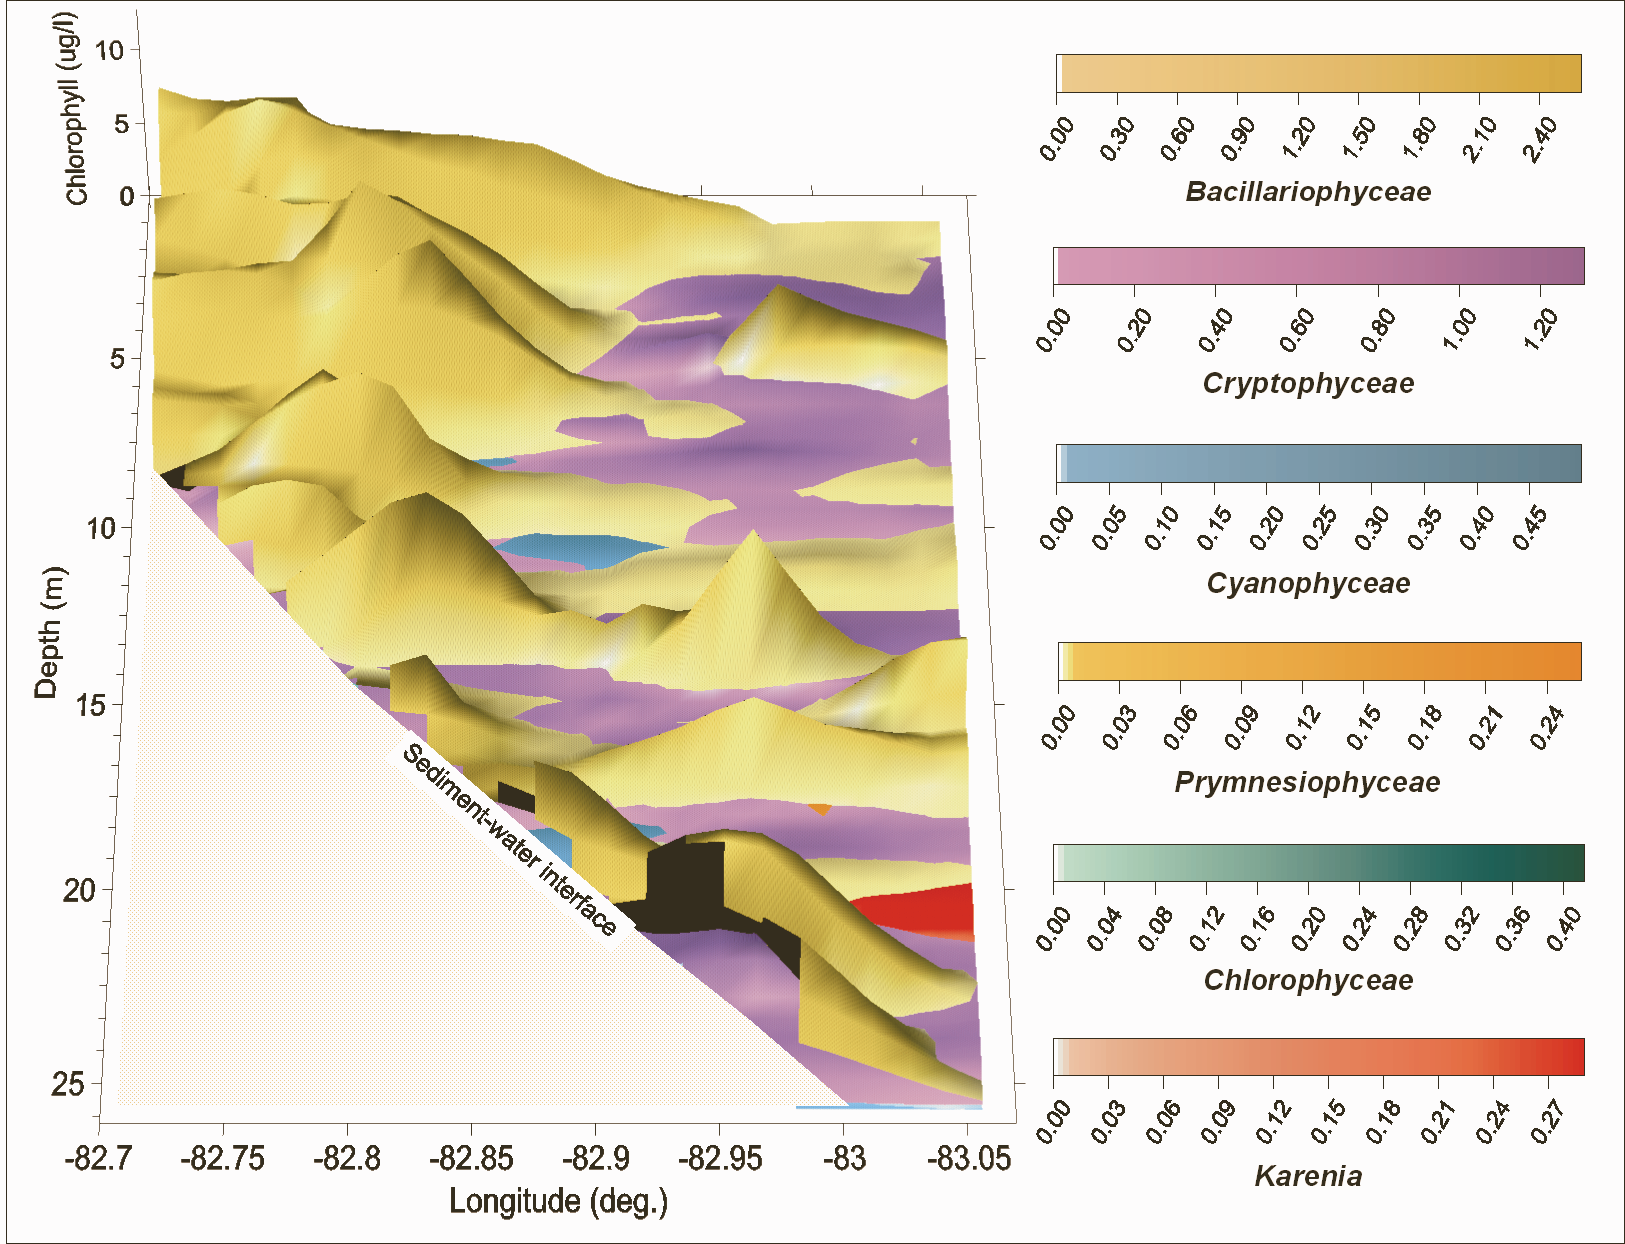 Chlorophyll (ug/l)
10
5
0
5
10
15
20
25
Depth (m)
Sediment-water interface
-82.7 -82.75 -82.8 -82.85 -82.9 -82.95 -83 -83.05
Longitude (deg.)
0.00 0.30 0.60 0.90 1.20 1.50 1.80 2.10 2.40
Bacillariophyceae
0.00 0.20 0.40 0.60 0.80 1.00 1.20
Cryptophyceae
0.00 0.05 0.10 0.15 0.20 0.25 0.30 0.35 0.40 0.45
Cyanophyceae
0.00 0.03 0.06 0.09 0.12 0.15 0.18 0.21 0.24
Prymnesiophyceae
0.00 0.04 0.08 0.12 0.16 0.20 0.24 0.28 0.32 0.36 0.40
Chlorophyceae
0.00 0.03 0.06 0.09 0.12 0.15 0.18 0.21 0.24 0.27
Karenia